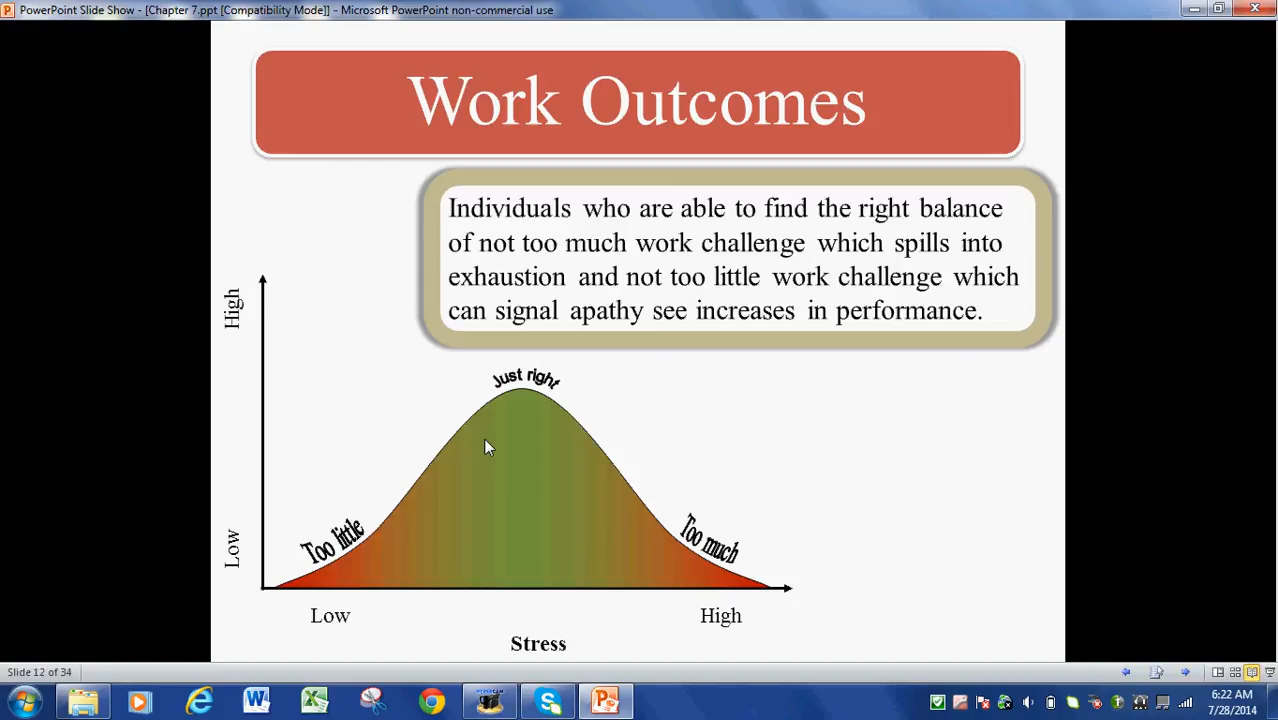 PowerPoint Slide Show - [Chapter 7.ppt [Compatibility Mode]] - Microsoft PowerPoint non-commercial use
Work Outcomes
Individuals who are able to find the right balance
of not too much work challenge which spills into
exhaustion and not too little work challenge which
can signal apathy see increases in performance.
High
Just right
Too little
Too much
Low
Low
High
Stress
Slide 12 of 34
6:22 AM
7/28/2014